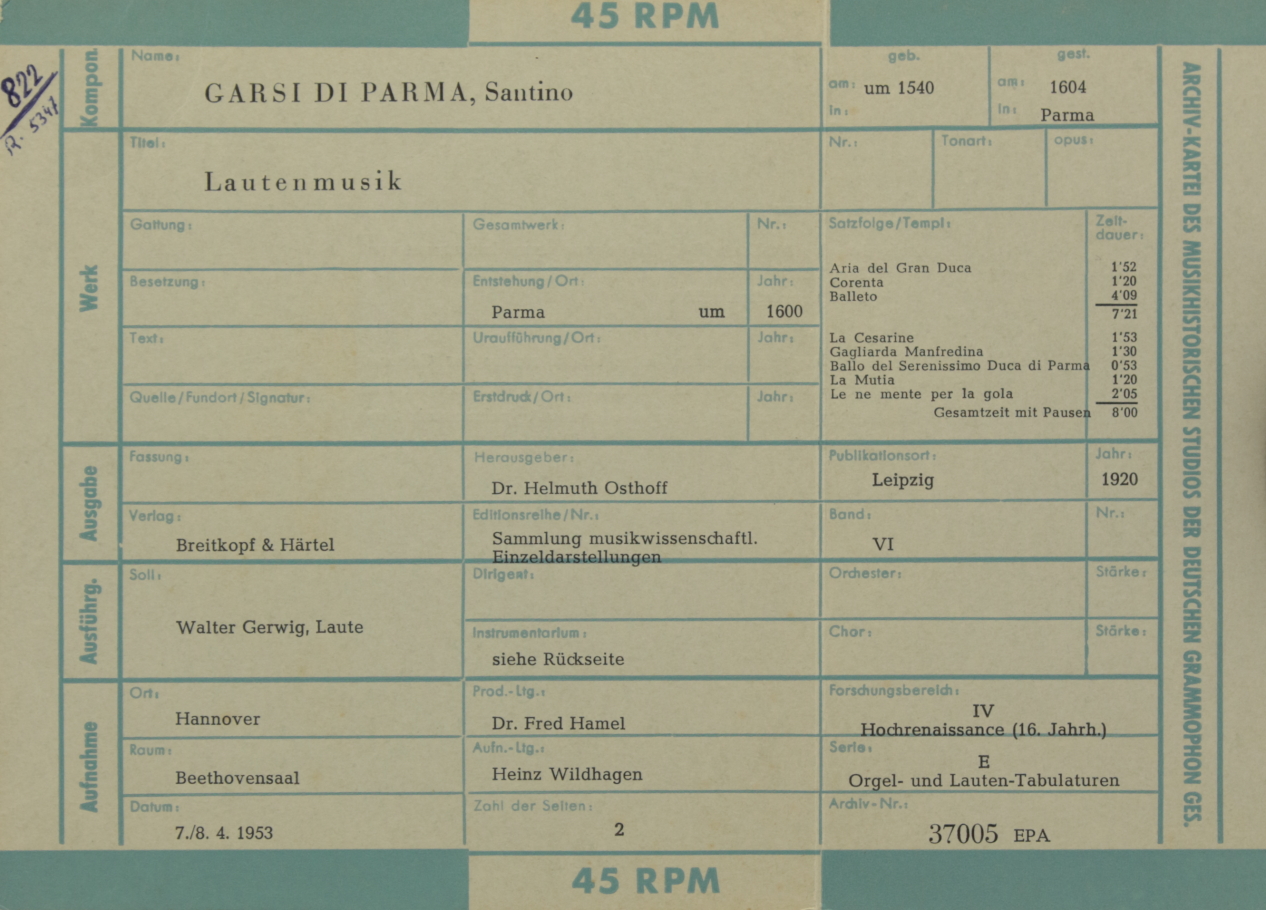 45 RPM
822
R. 5347
Kompon.
Name:
GARSI DI PARMA, Santino
geb.
am: um 1540
in:
gest.
am: 1604
in: Parma
Werk
Titel:
Lautenmusik
Nr.:
Tonart:
opus:
Gattung:
Gesamtwerk:
Nr.:
Besetzung:
Entstehung/Ort:
Jahr:
Parma um 1600
Text:
Uraufführung/Ort:
Jahr:
Quelle/Fundort/Signatur:
Erstdruck/Ort:
Jahr:
Satzfolge/Tempi:
Zeit-
dauer:
Aria del Gran Duca 1'52
Corenta 1'20
Balleto 4'09
7'21
La Cesarine 1'53
Gagliarda Manfredina 1'30
Ballo del Serenissimo Duca di Parma 0'53
La Mutia 1'20
Le ne mente per la gola 2'05
Gesamtzeit mit Pausen 8'00
Ausgabe
Fassung:
Herausgeber:
Dr. Helmuth Osthoff
Publikationsort:
Leipzig
Jahr:
1920
Verlag:
Breitkopf & Härtel
Editionsreihe/Nr.:
Sammlung musikwissenschaftl.
Einzeldarstellungen
Band:
VI
Nr.:
Ausführg.
Soli:
Walter Gerwig, Laute
Dirigent:
Orchester:
Stärke:
Instrumentarium:
siehe Rückseite
Chor:
Stärke:
Aufnahme
Ort:
Hannover
Prod.-Ltg.:
Dr. Fred Hamel
Forschungsbereich:
IV
Hochrenaissance (16. Jahrh.)
Raum:
Beethovensaal
Aufn.-Ltg.:
Heinz Wildhagen
Serie:
E
Orgel- und Lauten-Tabulaturen
Datum:
7./8. 4. 1953
Zahl der Seiten:
2
Archiv-Nr.:
37005 EPA
ARCHIV-KARTEI DES MUSIKHISTORISCHEN STUDIOS DER DEUTSCHEN GRAMMOPHON GES.
45 RPM